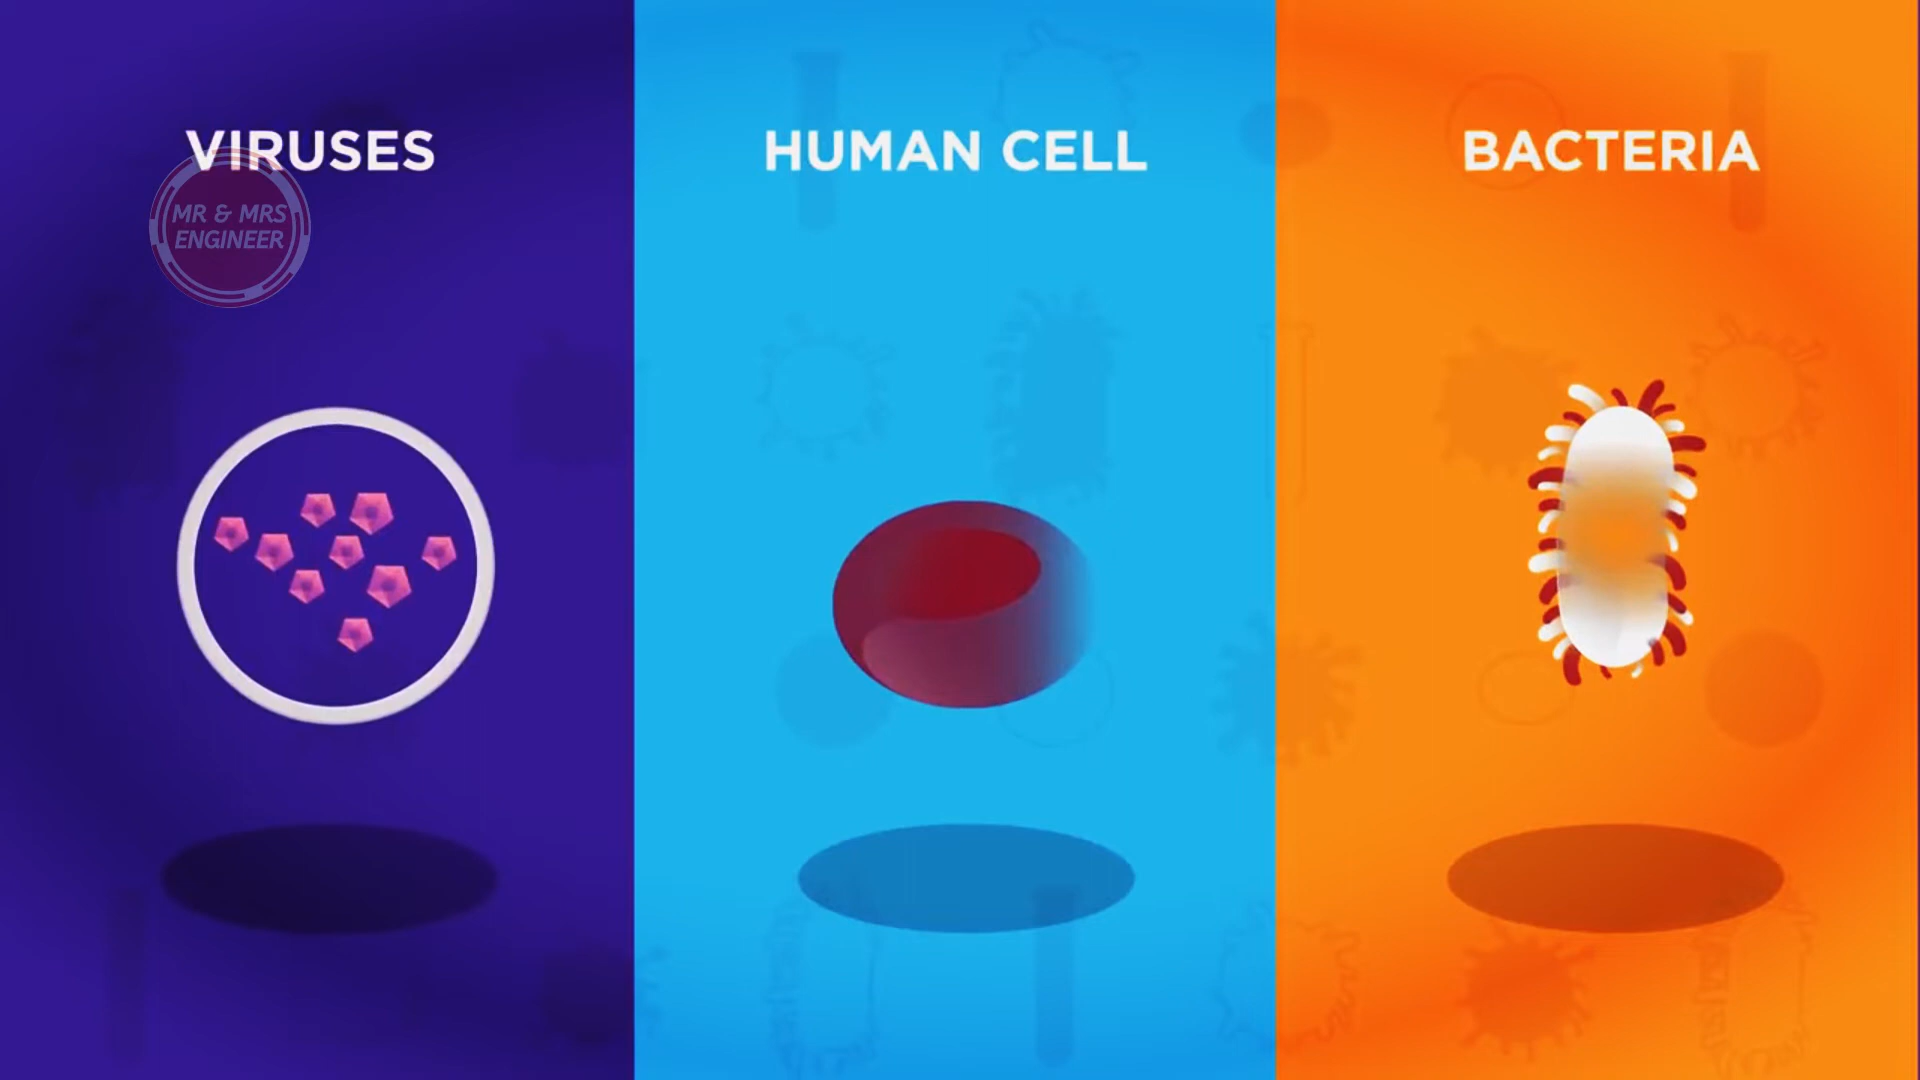 VIRUSES
HUMAN CELL
BACTERIA
MR & MRS
ENGINEER